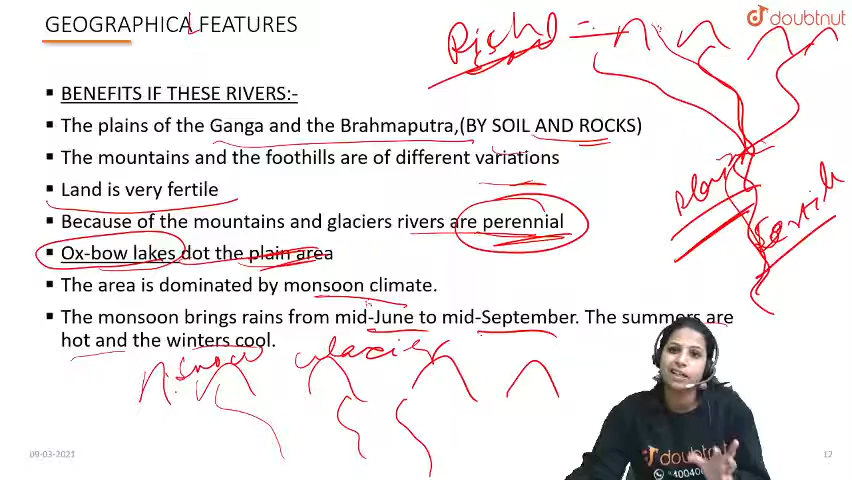 GEOGRAPHICAL FEATURES
doubtnut
▪ BENEFITS IF THESE RIVERS:-
▪ The plains of the Ganga and the Brahmaputra,(BY SOIL AND ROCKS)
▪ The mountains and the foothills are of different variations
▪ Land is very fertile
▪ Because of the mountains and glaciers rivers are perennial
▪ Ox-bow lakes dot the plain area
▪ The area is dominated by monsoon climate.
▪ The monsoon brings rains from mid-June to mid-September. The summers are
hot and the winters cool.
snow glacier
doubtnut
09-03-2021
12